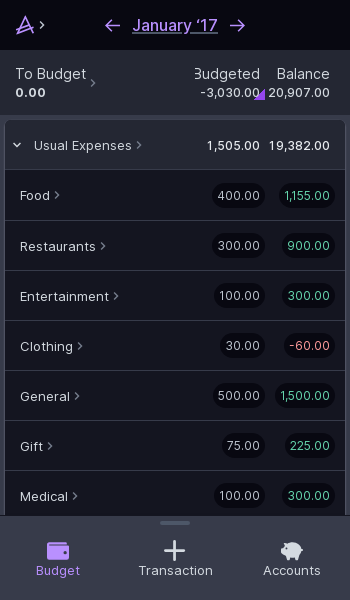 January ‘17
To Budget Budgeted Balance
0.00 -3,030.00 20,907.00
Usual Expenses 1,505.00 19,382.00
Food 400.00 1,155.00
Restaurants 300.00 900.00
Entertainment 100.00 300.00
Clothing 30.00 -60.00
General 500.00 1,500.00
Gift 75.00 225.00
Medical 100.00 300.00
Budget Transaction Accounts